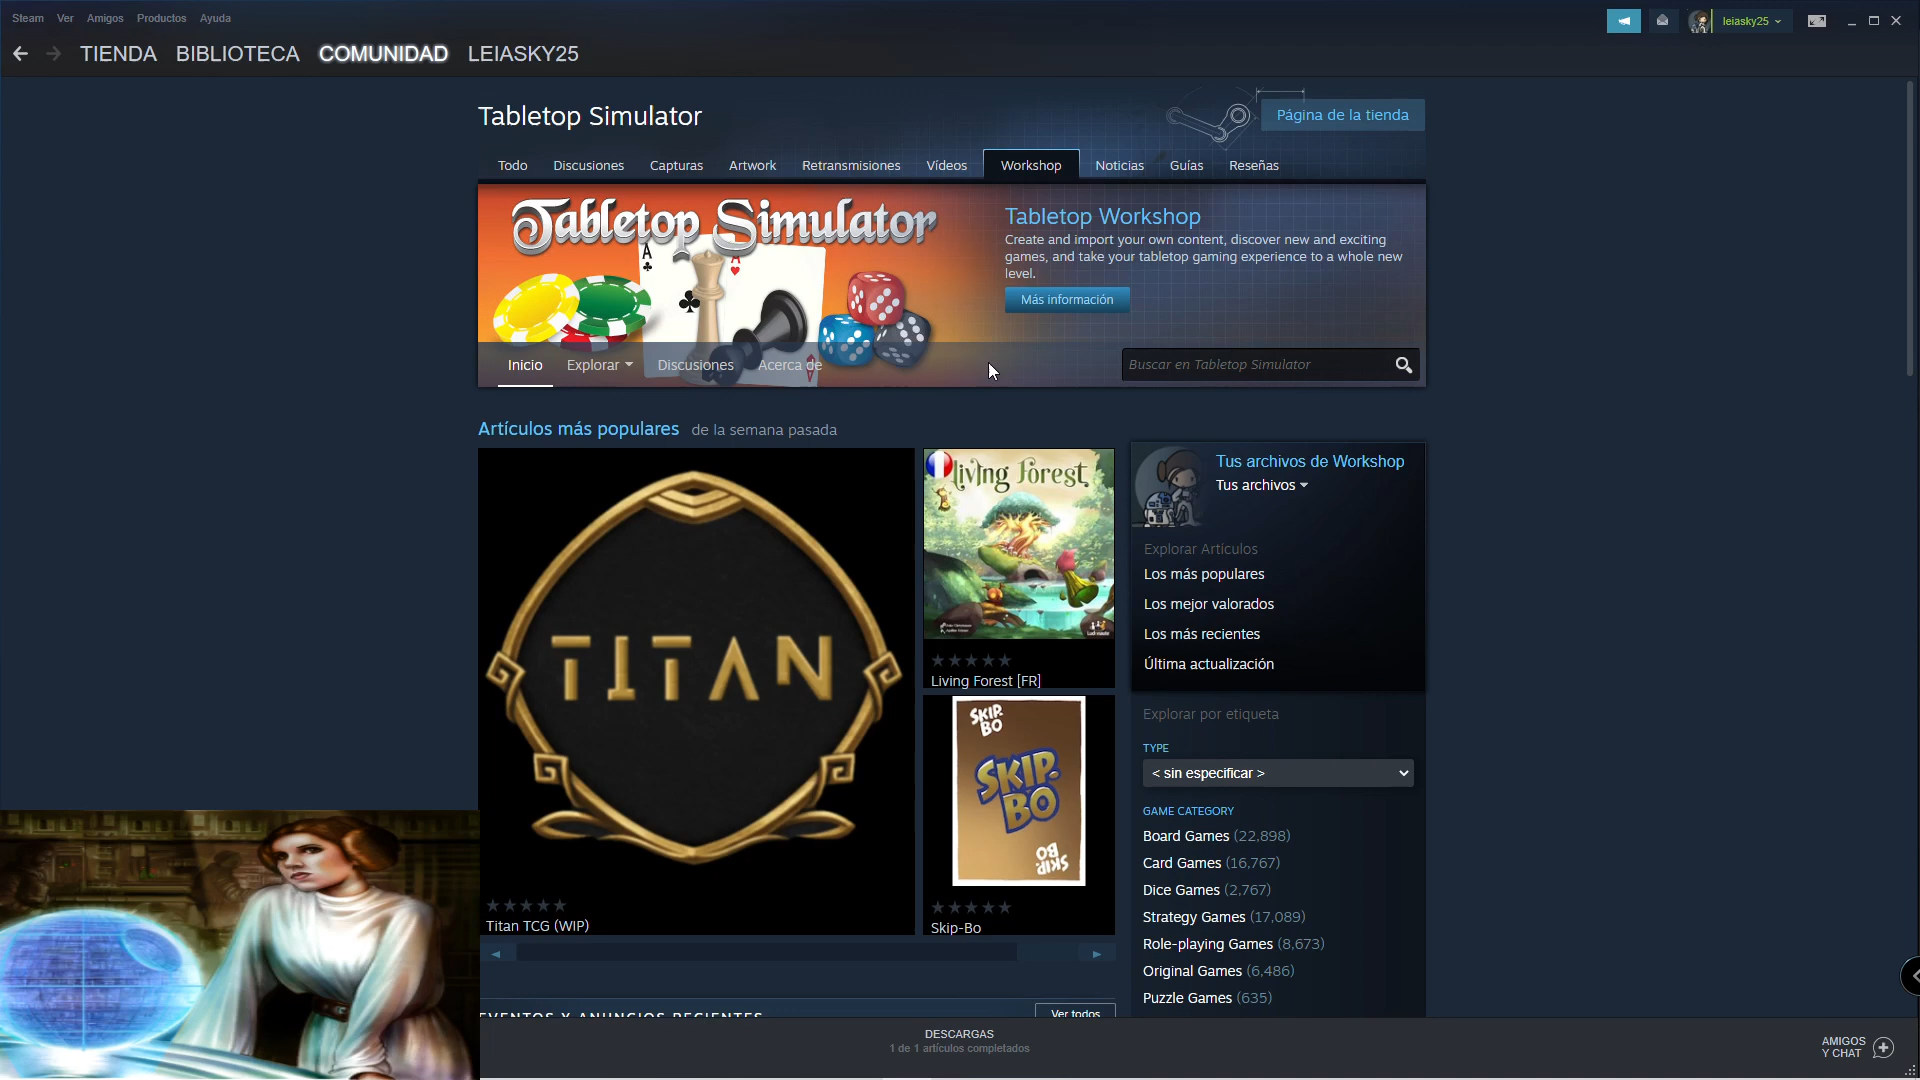 Steam Ver Amigos Productos Ayuda
leiasky25
TIENDA BIBLIOTECA COMUNIDAD LEIASKY25
Tabletop Simulator
Página de la tienda
Todo Discusiones Capturas Artwork Retransmisiones Vídeos Workshop Noticias Guías Reseñas
Tabletop Simulator
A
A
Tabletop Workshop
Create and import your own content, discover new and exciting
games, and take your tabletop gaming experience to a whole new
level.
Más información
Inicio Explorar Discusiones Acerca de
Buscar en Tabletop Simulator
Artículos más populares de la semana pasada
TITAN
Titan TCG (WIP)
Living Forest
Living Forest [FR]
SKIP-BO
SKIP-BO
SKIP-BO
Skip-Bo
Tus archivos de Workshop
Tus archivos
Explorar Artículos
Los más populares
Los mejor valorados
Los más recientes
Última actualización
Explorar por etiqueta
TYPE
< sin especificar >
GAME CATEGORY
Board Games (22,898)
Card Games (16,767)
Dice Games (2,767)
Strategy Games (17,089)
Role-playing Games (8,673)
Original Games (6,486)
Puzzle Games (635)
EVENTOS Y ANUNCIOS RECIENTES
Ver todos
DESCARGAS
1 de 1 artículos completados
AMIGOS
Y CHAT